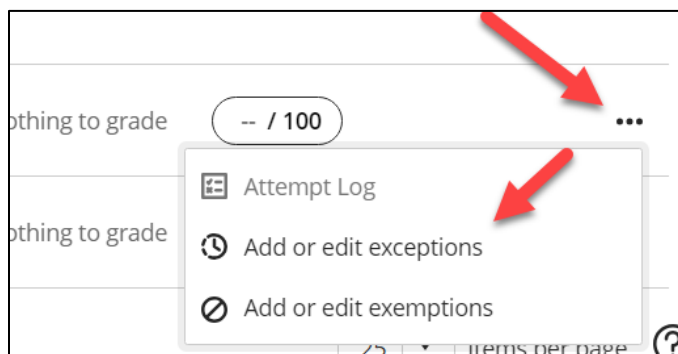 othing to grade -- / 100 •••
Attempt Log
othing to grade
Add or edit exceptions
Add or edit exemptions
25 items per page ?